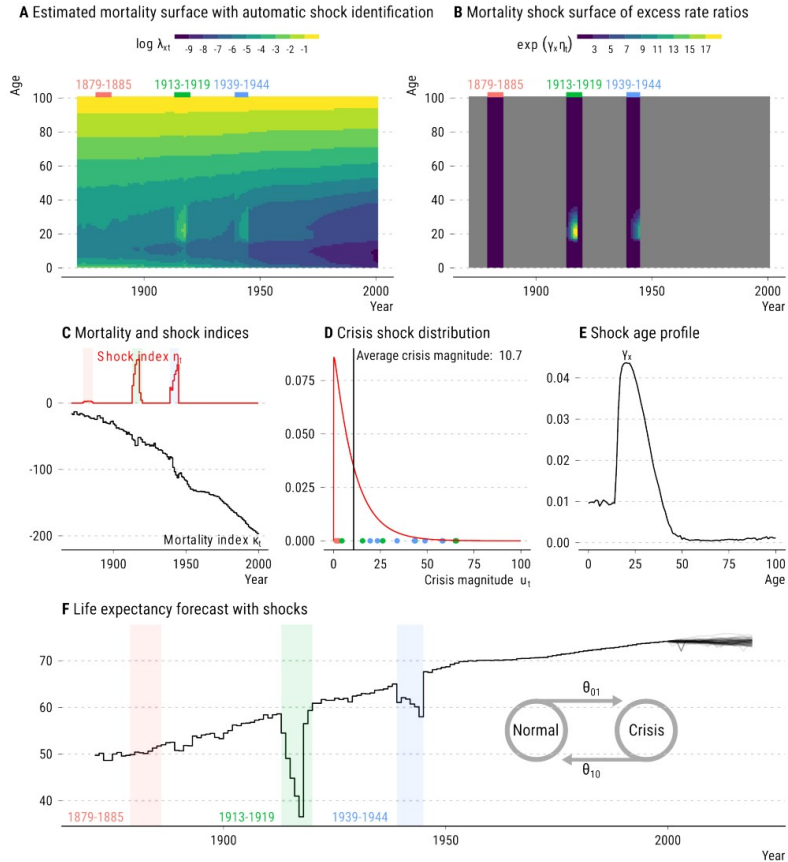 A Estimated mortality surface with automatic shock identification
log λxt
-9 -8 -7 -6 -5 -4 -3 -2 -1
Age
1879-1885 1913-1919 1939-1944
100
80
60
40
20
0
1900 1950 2000
Year
B Mortality shock surface of excess rate ratios
exp (γxηt)
3 5 7 9 11 13 15 17
Age
1879-1885 1913-1919 1939-1944
100
80
60
40
20
0
1900 1950 2000
Year
C Mortality and shock indices
Shock index ηt
0
-100
-200
Mortality index κt
1900 1950 2000
Year
D Crisis shock distribution
Average crisis magnitude: 10.7
0.075
0.050
0.025
0.000
0 25 50 75 100
Crisis magnitude ut
E Shock age profile
γx
0.04
0.03
0.02
0.01
0.00
0 25 50 75 100
Age
F Life expectancy forecast with shocks
70
60
50
40
θ01
Normal Crisis
θ10
1879-1885 1913-1919 1939-1944
1900 1950 2000
Year